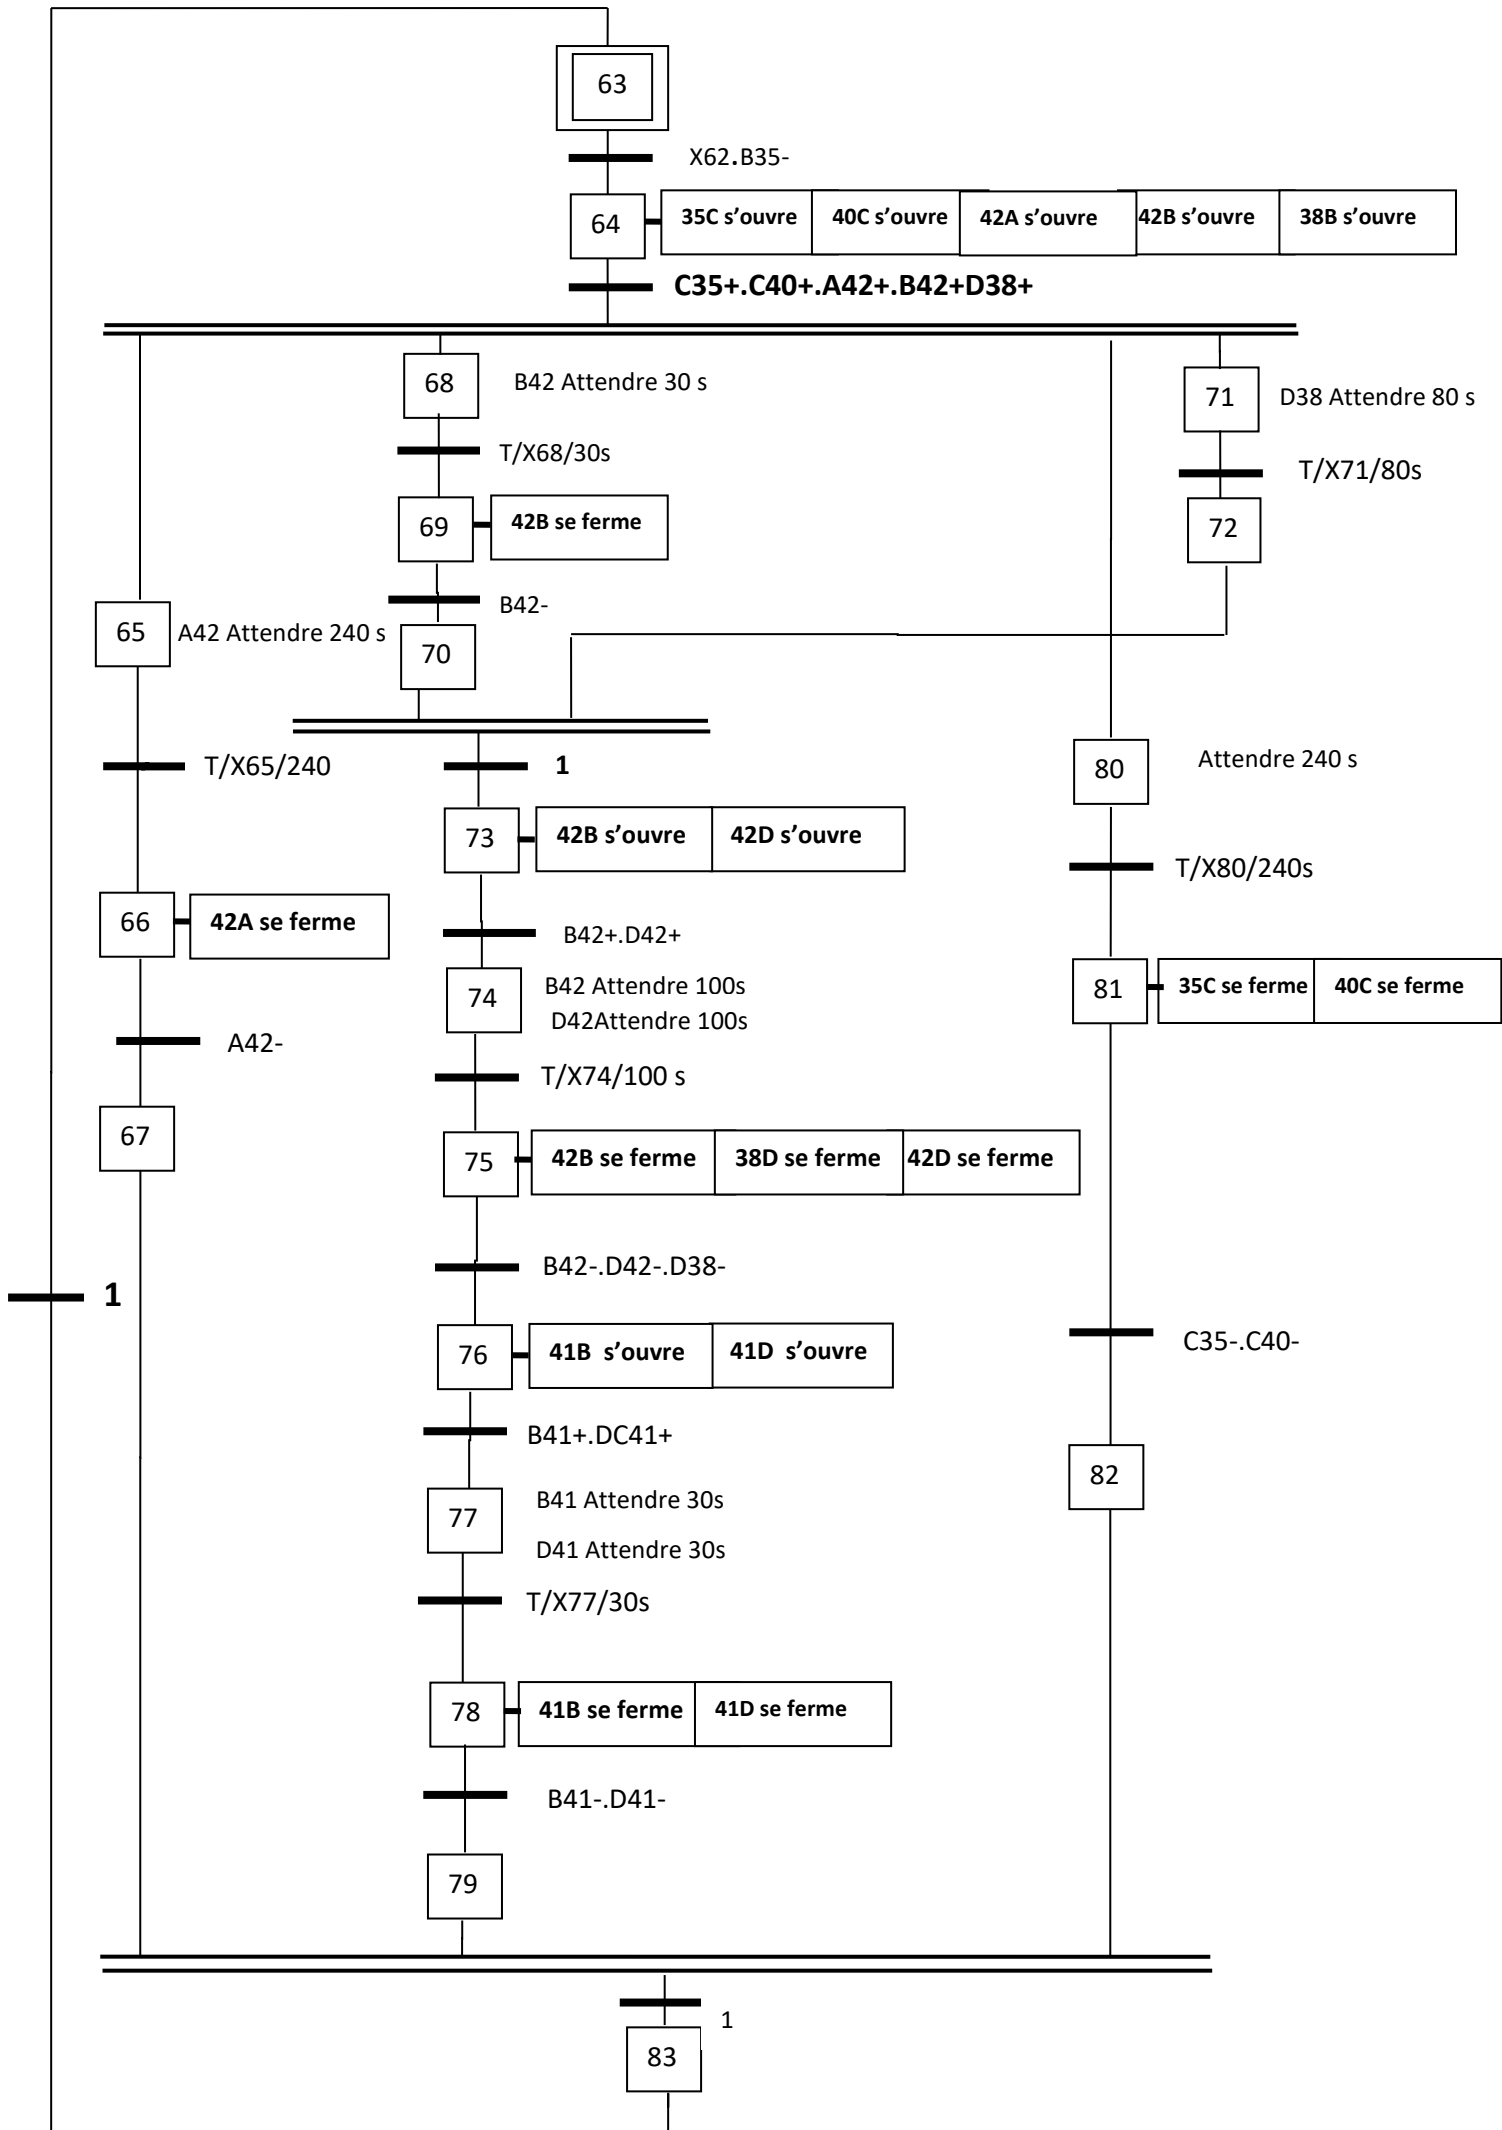 63
X62.B35-
64
35C s’ouvre
40C s’ouvre
42A s’ouvre
42B s’ouvre
38B s’ouvre
C35+.C40+.A42+.B42+D38+
68
B42 Attendre 30 s
71
D38 Attendre 80 s
T/X68/30s
T/X71/80s
69
42B se ferme
72
B42-
65
A42 Attendre 240 s
70
T/X65/240
1
80
Attendre 240 s
73
42B s’ouvre
42D s’ouvre
T/X80/240s
66
42A se ferme
B42+.D42+
74
B42 Attendre 100s
D42Attendre 100s
81
35C se ferme
40C se ferme
A42-
T/X74/100 s
67
75
42B se ferme
38D se ferme
42D se ferme
B42-.D42-.D38-
1
76
41B s’ouvre
41D s’ouvre
C35-.C40-
B41+.DC41+
82
77
B41 Attendre 30s
D41 Attendre 30s
T/X77/30s
78
41B se ferme
41D se ferme
B41-.D41-
79
1
83